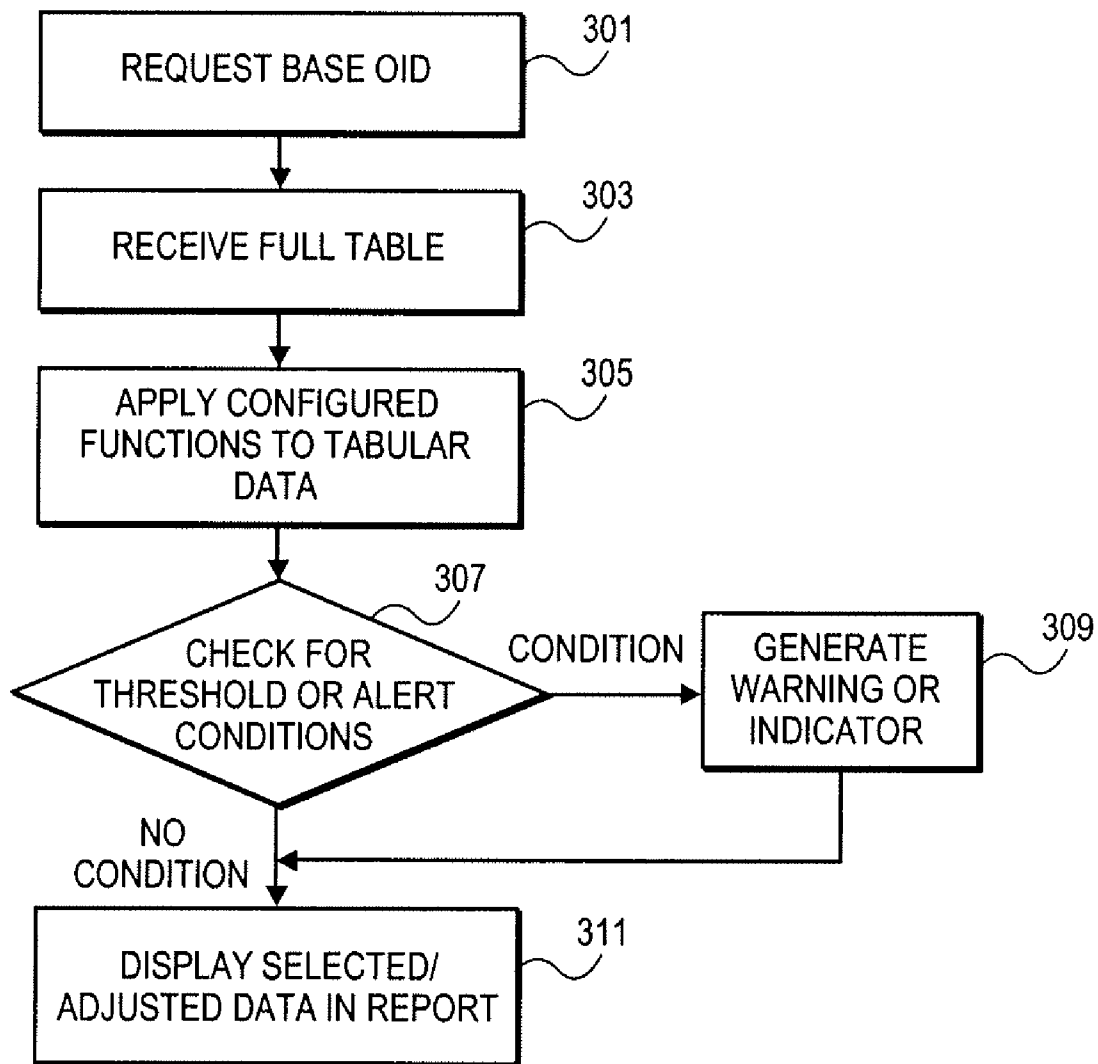 301
REQUEST BASE OID
303
RECEIVE FULL TABLE
305
APPLY CONFIGURED
FUNCTIONS TO TABULAR
DATA
307
CHECK FOR
THRESHOLD OR ALERT
CONDITIONS
CONDITION
309
GENERATE
WARNING OR
INDICATOR
NO
CONDITION
311
DISPLAY SELECTED/
ADJUSTED DATA IN REPORT